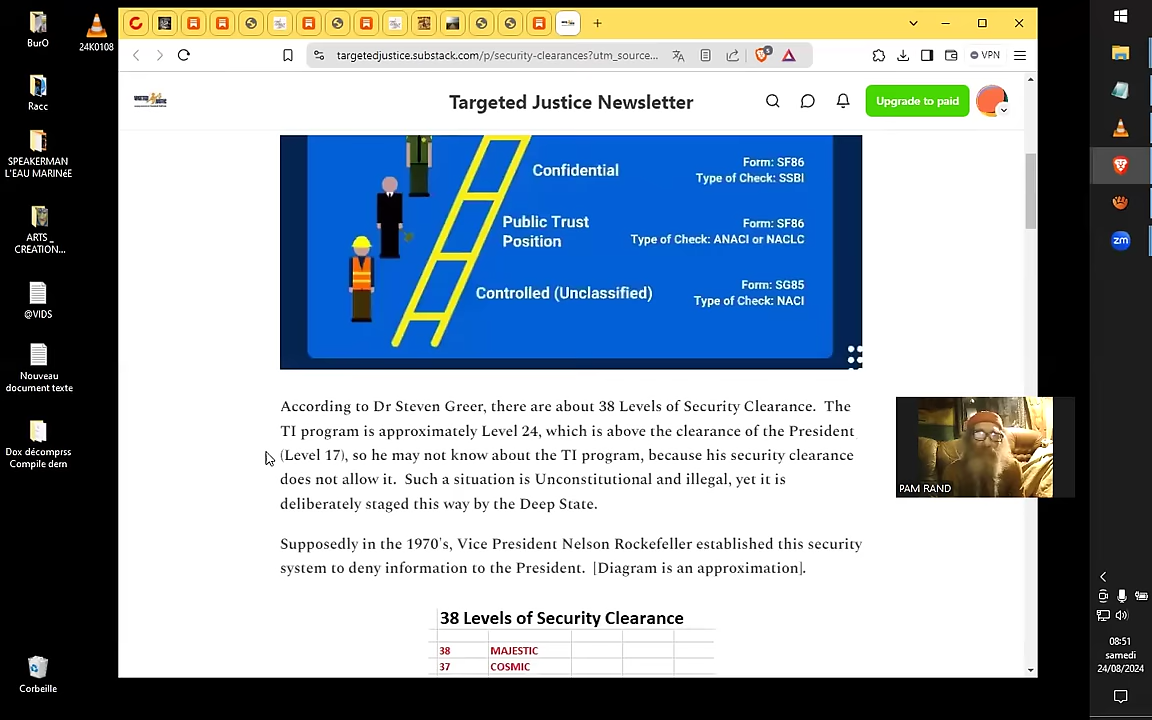 BurO
24K0108
Racc
SPEAKERMAN
L'EAU MARINéE
ARTS _
CREATION...
@VIDS
Nouveau
document texte
Dox décomprss
Compile dern
Corbeille
targetedjustice.substack.com/p/security-clearances?utm_source...
VPN
Targeted Justice Newsletter
Upgrade to paid
Confidential
Form: SF86
Type of Check: SSBI
Public Trust
Position
Form: SF86
Type of Check: ANACI or NACLC
Controlled (Unclassified)
Form: SG85
Type of Check: NACI
According to Dr Steven Greer, there are about 38 Levels of Security Clearance. The
TI program is approximately Level 24, which is above the clearance of the President
(Level 17), so he may not know about the TI program, because his security clearance
does not allow it. Such a situation is Unconstitutional and illegal, yet it is
deliberately staged this way by the Deep State.
Supposedly in the 1970's, Vice President Nelson Rockefeller established this security
system to deny information to the President. [Diagram is an approximation].
38 Levels of Security Clearance
38 MAJESTIC
37 COSMIC
PAM RAND
zm
08:51
samedi
24/08/2024